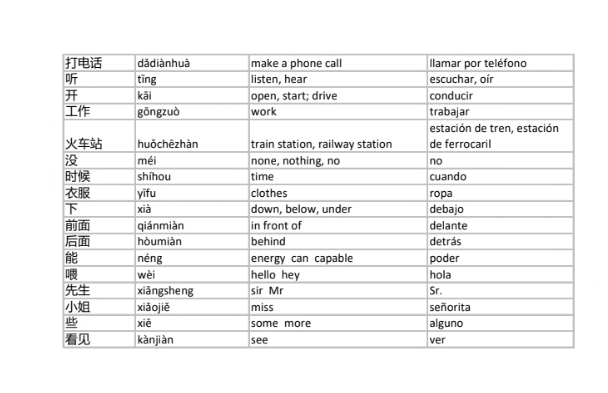 打电话 dǎdiànhuà make a phone call llamar por teléfono
听 tīng listen, hear escuchar, oír
开 kāi open, start; drive conducir
工作 gōngzuò work trabajar
estación de tren, estación
火车站 huǒchēzhàn train station, railway station de ferrocaril
没 méi none, nothing, no no
时候 shíhou time cuando
衣服 yīfu clothes ropa
下 xià down, below, under debajo
前面 qiánmiàn in front of delante
后面 hòumiàn behind detrás
能 néng energy can capable poder
喂 wèi hello hey hola
先生 xiāngsheng sir Mr Sr.
小姐 xiǎojiě miss señorita
些 xiē some more alguno
看见 kànjiàn see ver